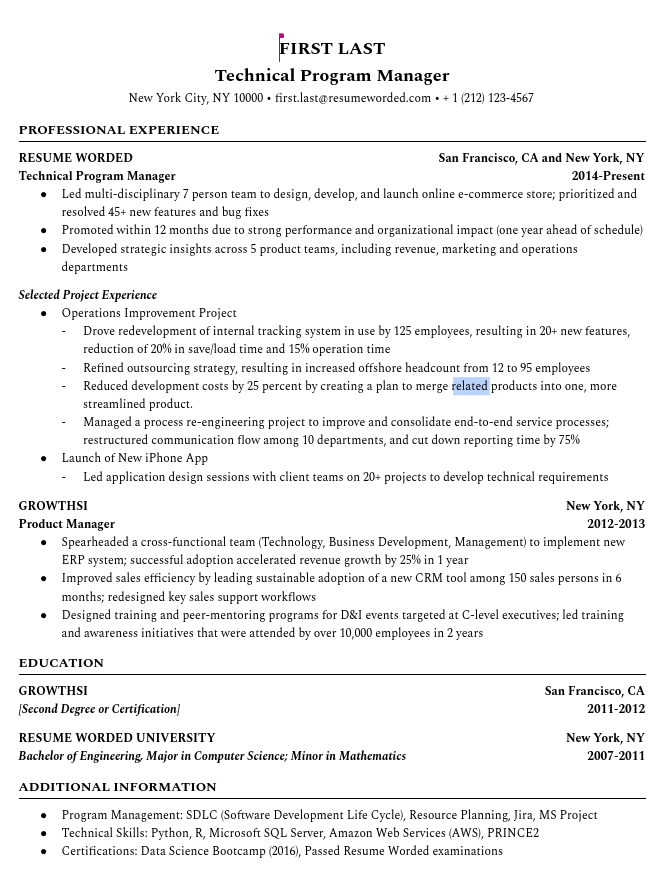 FIRST LAST
Technical Program Manager
New York City, NY 10000 • first.last@resumeworded.com • + 1 (212) 123-4567
PROFESSIONAL EXPERIENCE
RESUME WORDED San Francisco, CA and New York, NY
Technical Program Manager 2014-Present
● Led multi-disciplinary 7 person team to design, develop, and launch online e-commerce store; prioritized and
resolved 45+ new features and bug fixes
● Promoted within 12 months due to strong performance and organizational impact (one year ahead of schedule)
● Developed strategic insights across 5 product teams, including revenue, marketing and operations
departments
Selected Project Experience
● Operations Improvement Project
- Drove redevelopment of internal tracking system in use by 125 employees, resulting in 20+ new features,
reduction of 20% in save/load time and 15% operation time
- Refined outsourcing strategy, resulting in increased offshore headcount from 12 to 95 employees
- Reduced development costs by 25 percent by creating a plan to merge related products into one, more
streamlined product.
- Managed a process re-engineering project to improve and consolidate end-to-end service processes;
restructured communication flow among 10 departments, and cut down reporting time by 75%
● Launch of New iPhone App
- Led application design sessions with client teams on 20+ projects to develop technical requirements
GROWTHSI New York, NY
Product Manager 2012-2013
● Spearheaded a cross-functional team (Technology, Business Development, Management) to implement new
ERP system; successful adoption accelerated revenue growth by 25% in 1 year
● Improved sales efficiency by leading sustainable adoption of a new CRM tool among 150 sales persons in 6
months; redesigned key sales support workflows
● Designed training and peer-mentoring programs for D&I events targeted at C-level executives; led training
and awareness initiatives that were attended by over 10,000 employees in 2 years
EDUCATION
GROWTHSI San Francisco, CA
[Second Degree or Certification] 2011-2012
RESUME WORDED UNIVERSITY New York, NY
Bachelor of Engineering, Major in Computer Science; Minor in Mathematics 2007-2011
ADDITIONAL INFORMATION
● Program Management: SDLC (Software Development Life Cycle), Resource Planning, Jira, MS Project
● Technical Skills: Python, R, Microsoft SQL Server, Amazon Web Services (AWS), PRINCE2
● Certifications: Data Science Bootcamp (2016), Passed Resume Worded examinations